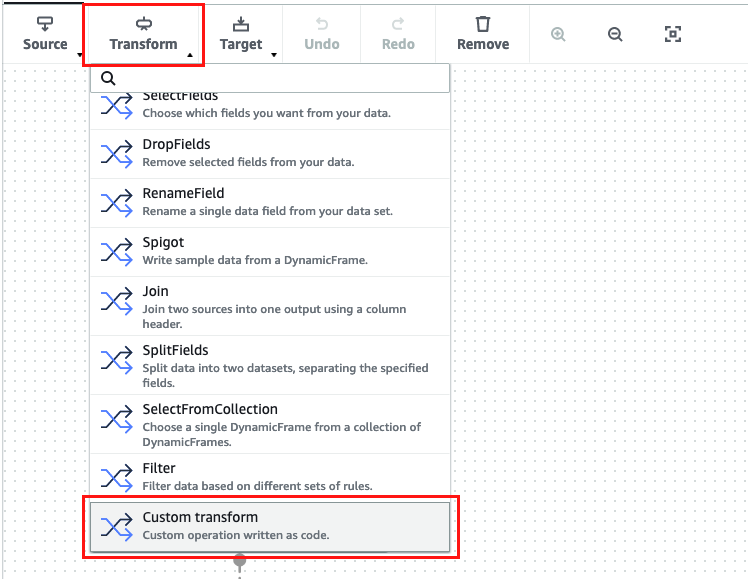 Source
Transform
Target
Undo
Redo
Remove
SelectFields
Choose which fields you want from your data.
DropFields
Remove selected fields from your data.
RenameField
Rename a single data field from your data set.
Spigot
Write sample data from a DynamicFrame.
Join
Join two sources into one output using a column
header.
SplitFields
Split data into two datasets, separating the specified
fields.
SelectFromCollection
Choose a single DynamicFrame from a collection of
DynamicFrames.
Filter
Filter data based on different sets of rules.
Custom transform
Custom operation written as code.